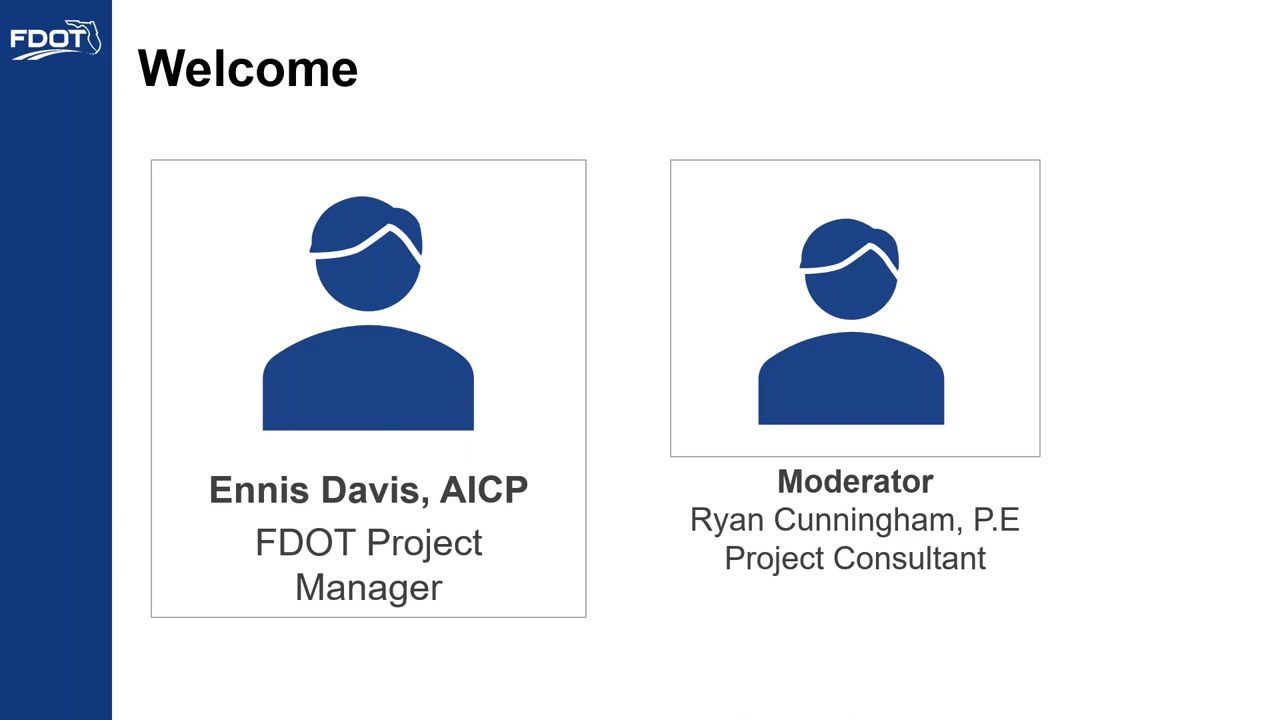 FDOT
Welcome
Ennis Davis, AICP
FDOT Project
Manager
Moderator
Ryan Cunningham, P.E
Project Consultant